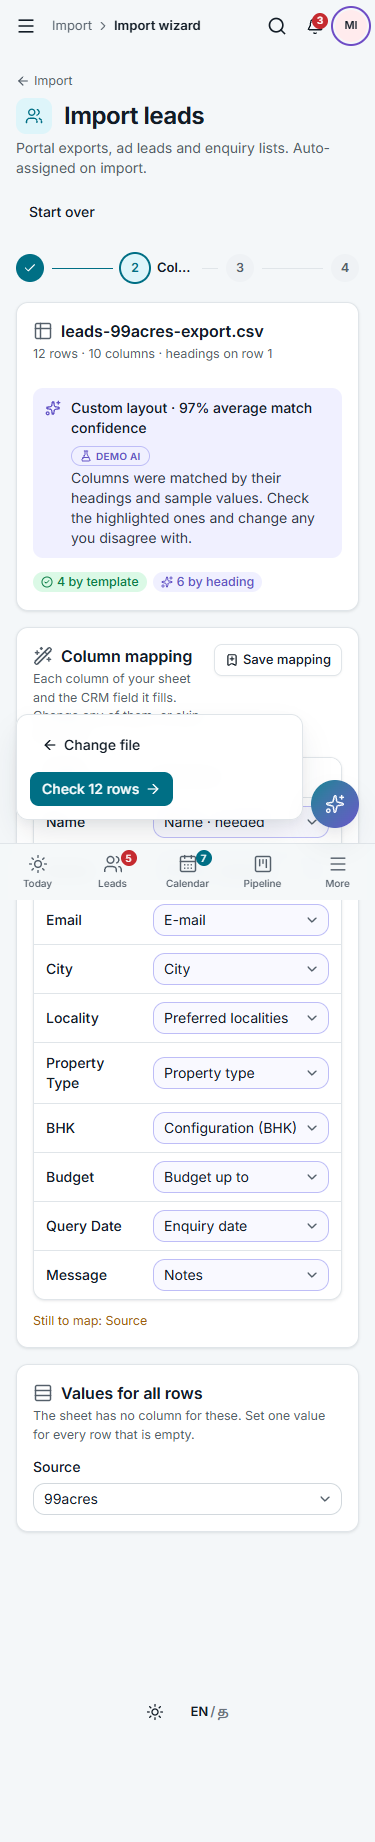 Import > Import wizard
3
MI
← Import
Import leads
Portal exports, ad leads and enquiry lists. Auto-
assigned on import.
Start over
2 Col... 3 4
leads-99acres-export.csv
12 rows · 10 columns · headings on row 1
Custom layout · 97% average match
confidence
DEMO AI
Columns were matched by their
headings and sample values. Check
the highlighted ones and change any
you disagree with.
4 by template
6 by heading
Column mapping
Save mapping
Each column of your sheet
and the CRM field it fills.
Change any of them, or skip
← Change file
Check 12 rows →
Name
Name · needed
Today
Leads 5
Calendar 7
Pipeline
More
Email
E-mail
City
City
Locality
Preferred localities
Property
Type
Property type
BHK
Configuration (BHK)
Budget
Budget up to
Query Date
Enquiry date
Message
Notes
Still to map: Source
Values for all rows
The sheet has no column for these. Set one value
for every row that is empty.
Source
99acres
EN / த